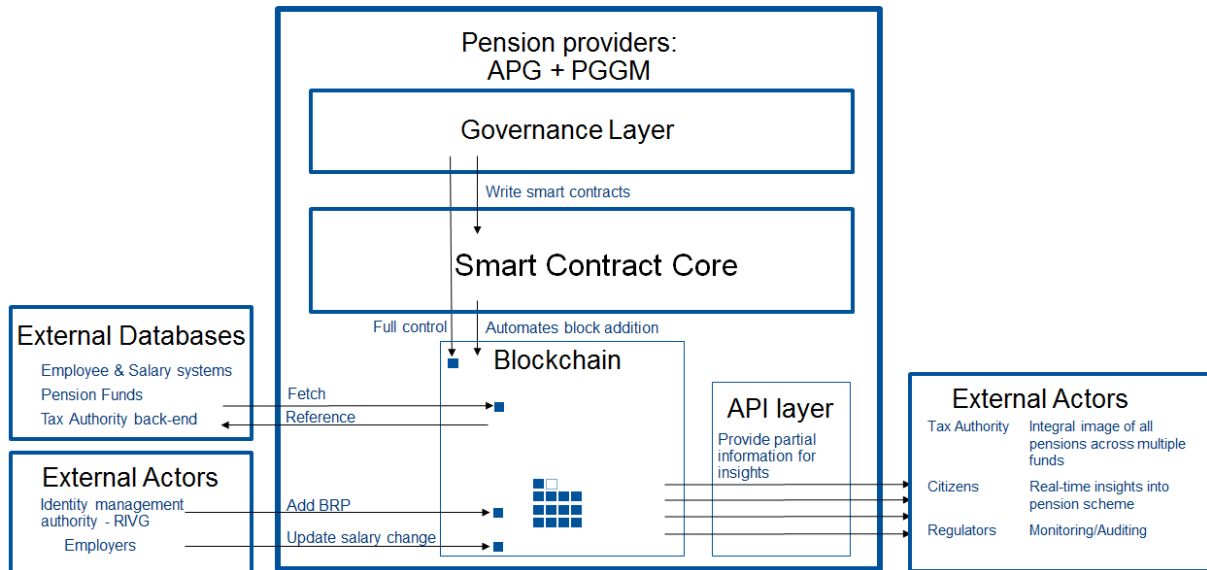 Pension providers:
APG + PGGM
Governance Layer
Write smart contracts
Smart Contract Core
Full control
Automates block addition
Blockchain
External Databases
Employee & Salary systems
Pension Funds
Tax Authority back-end
Fetch
Reference
External Actors
Identity management
authority - RIVG
Employers
Add BRP
Update salary change
API layer
Provide partial
information for
insights
External Actors
Tax Authority
Integral image of all
pensions across multiple
funds
Citizens
Real-time insights into
pension scheme
Regulators
Monitoring/Auditing